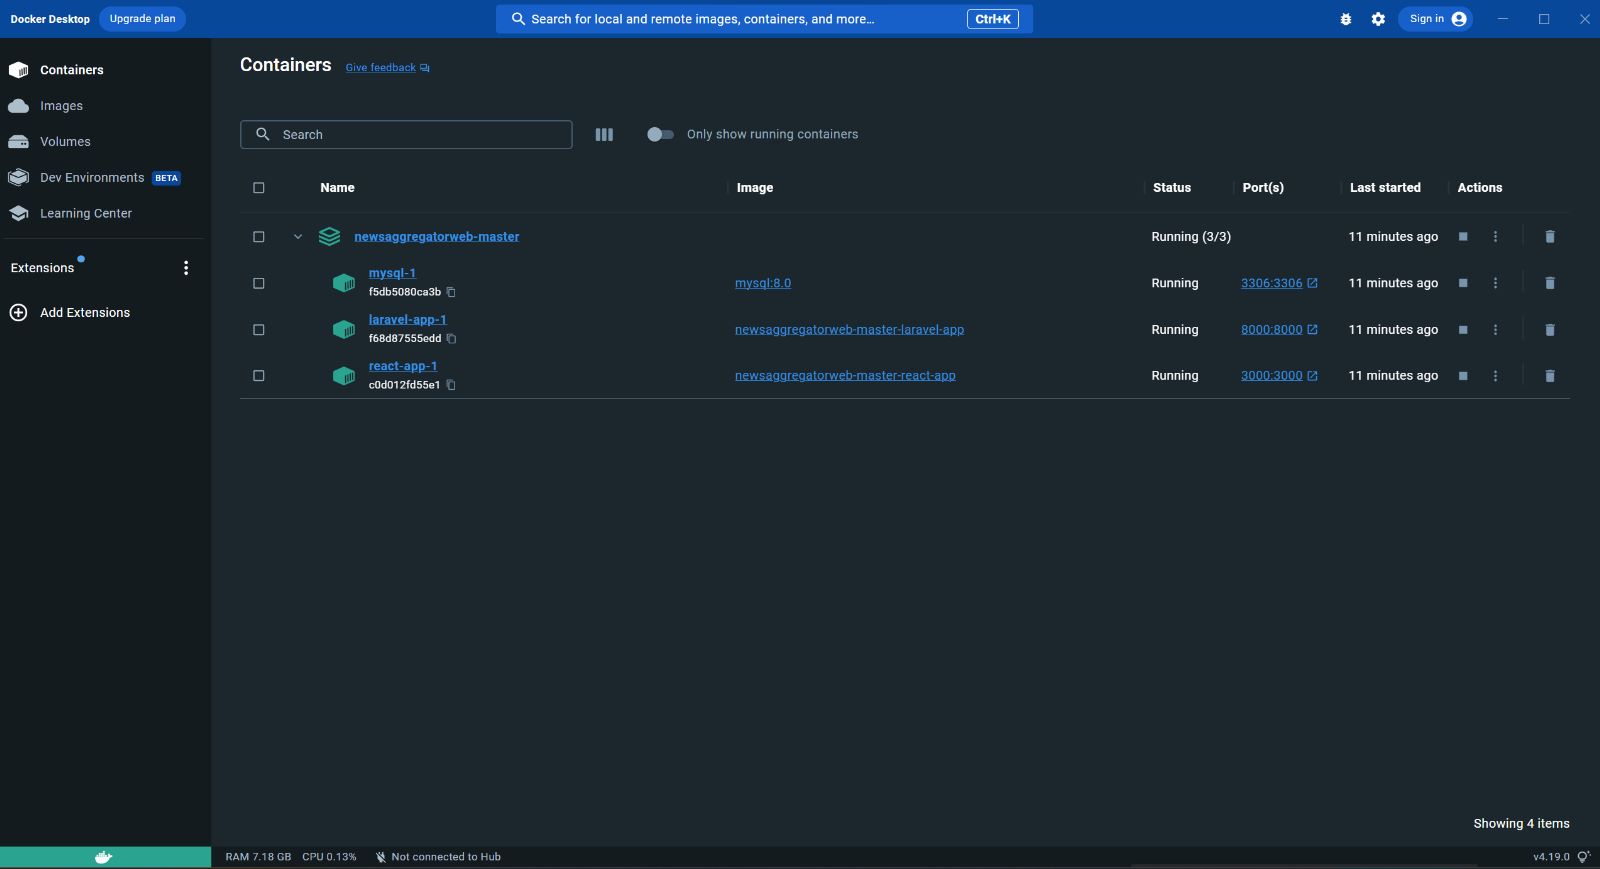 Docker Desktop Upgrade plan Search for local and remote images, containers, and more... Ctrl+K Sign in
Containers
Images
Volumes
Dev Environments BETA
Learning Center
Extensions
Add Extensions
Containers Give feedback
Search Only show running containers
Name Image Status Port(s) Last started Actions
newsaggregatorweb-master Running (3/3) 11 minutes ago
mysql-1
f5db5080ca3b mysql:8.0 Running 3306:3306 11 minutes ago
laravel-app-1
f68d87555edd newsaggregatorweb-master-laravel-app Running 8000:8000 11 minutes ago
react-app-1
c0d012fd55e1 newsaggregatorweb-master-react-app Running 3000:3000 11 minutes ago
Showing 4 items
RAM 7.18 GB CPU 0.13% Not connected to Hub v4.19.0